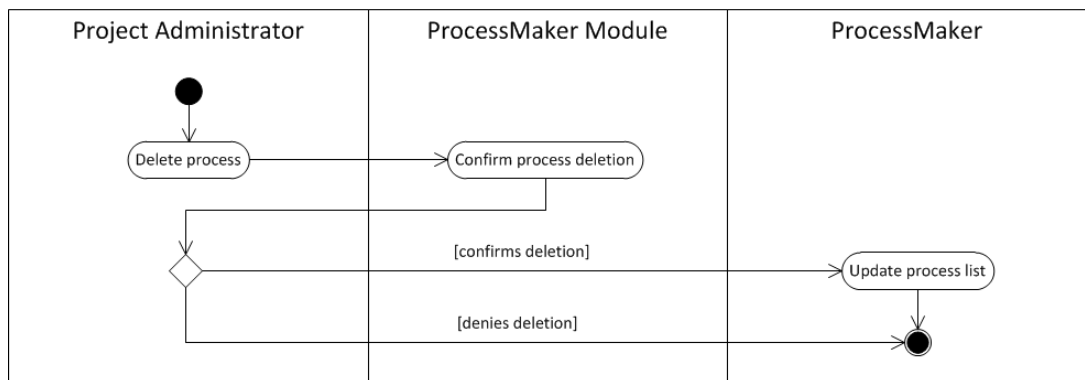 Project Administrator
ProcessMaker Module
ProcessMaker
Delete process
Confirm process deletion
[confirms deletion]
Update process list
[denies deletion]